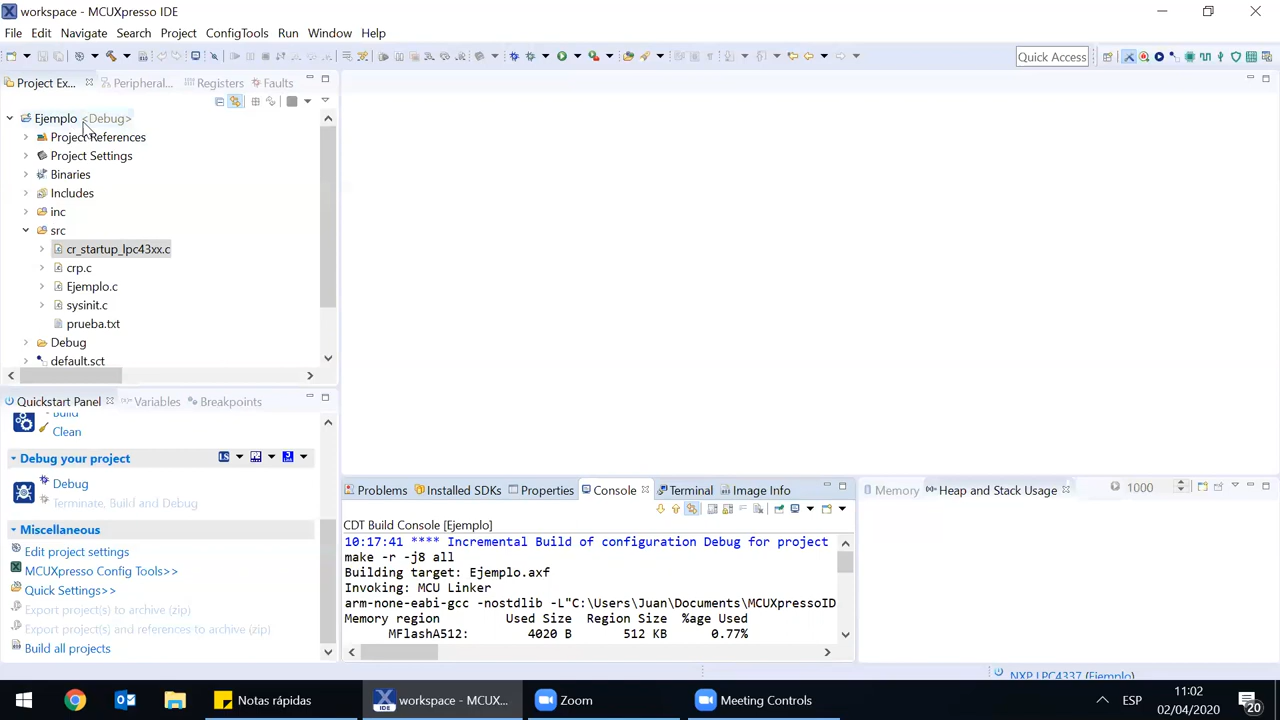 workspace - MCUXpresso IDE
File Edit Navigate Search Project ConfigTools Run Window Help
Quick Access
Project Ex... Peripheral... Registers Faults
Ejemplo <Debug>
Project References
Project Settings
Binaries
Includes
inc
src
cr_startup_lpc43xx.c
crp.c
Ejemplo.c
sysinit.c
prueba.txt
Debug
default.sct
Quickstart Panel Variables Breakpoints
Build
Clean
Debug your project
LS
Debug
Terminate, Build and Debug
Miscellaneous
Edit project settings
MCUXpresso Config Tools>>
Quick Settings>>
Export project(s) to archive (zip)
Export project(s) and references to archive (zip)
Build all projects
Problems Installed SDKs Properties Console Terminal Image Info
CDT Build Console [Ejemplo]
10:17:41 **** Incremental Build of configuration Debug for project
make -r -j8 all
Building target: Ejemplo.axf
Invoking: MCU Linker
arm-none-eabi-gcc -nostdlib -L"C:\Users\Juan\Documents\MCUXpressoID
Memory region Used Size Region Size %age Used
MFlashA512: 4020 B 512 KB 0.77%
Memory Heap and Stack Usage 1000
NXP LPC4337 (Ejemplo)
Notas rápidas
IDE
workspace - MCUX...
Zoom
Meeting Controls
ESP
11:02
02/04/2020
20